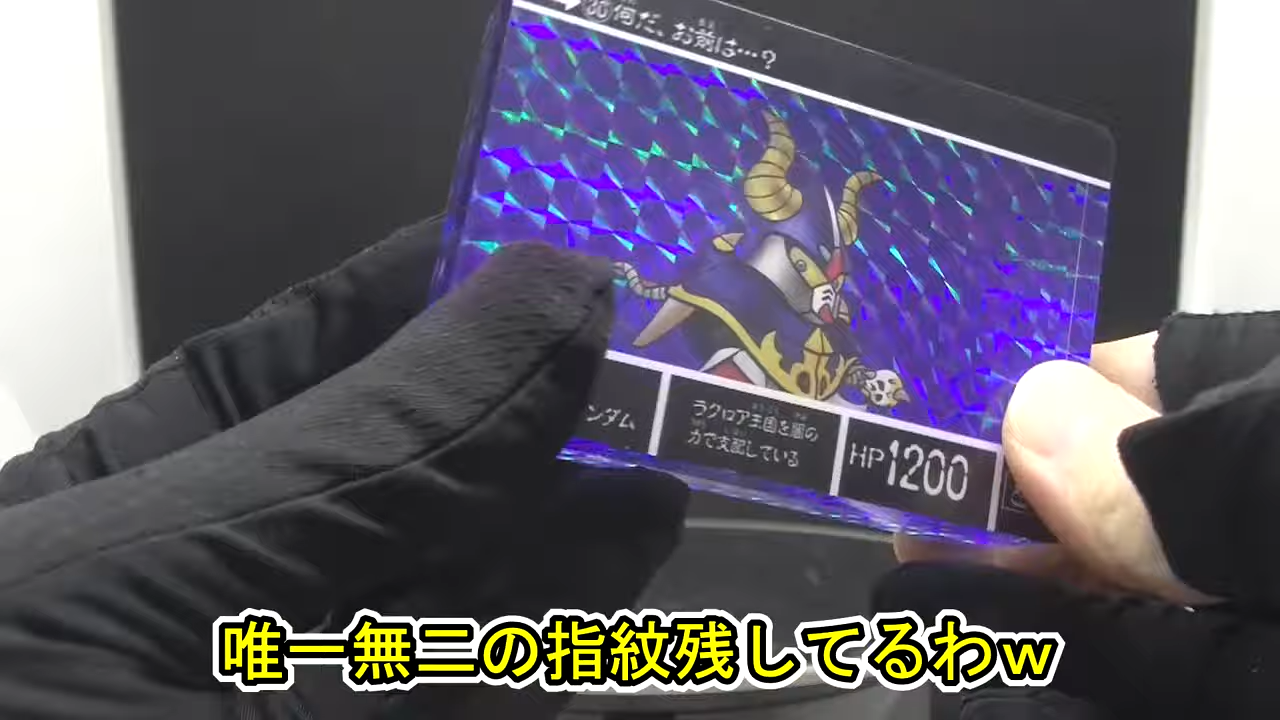 ➡㉚何だ、お前は…?
ンダム
ラクロア王国を闇の
力で支配している
HP1200
唯一無二の指紋残してるわw